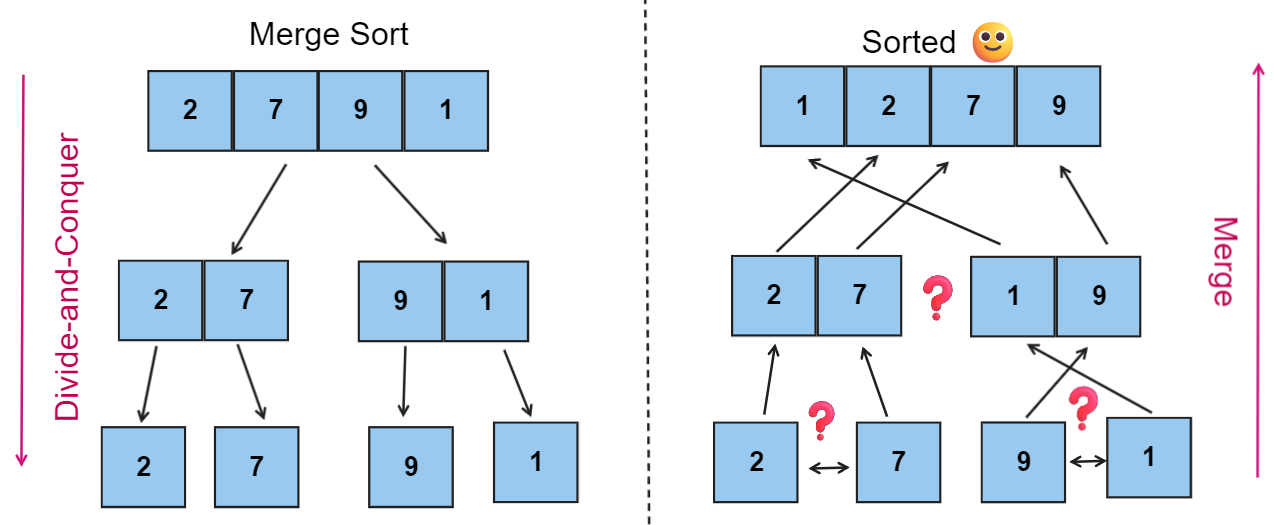 Merge Sort
2 7 9 1
Divide-and-Conquer
2 7 9 1
2 7 9 1
Sorted 🙂
1 2 7 9
Merge
2 7 ❓ 1 9
❓ ❓
2 7 9 1